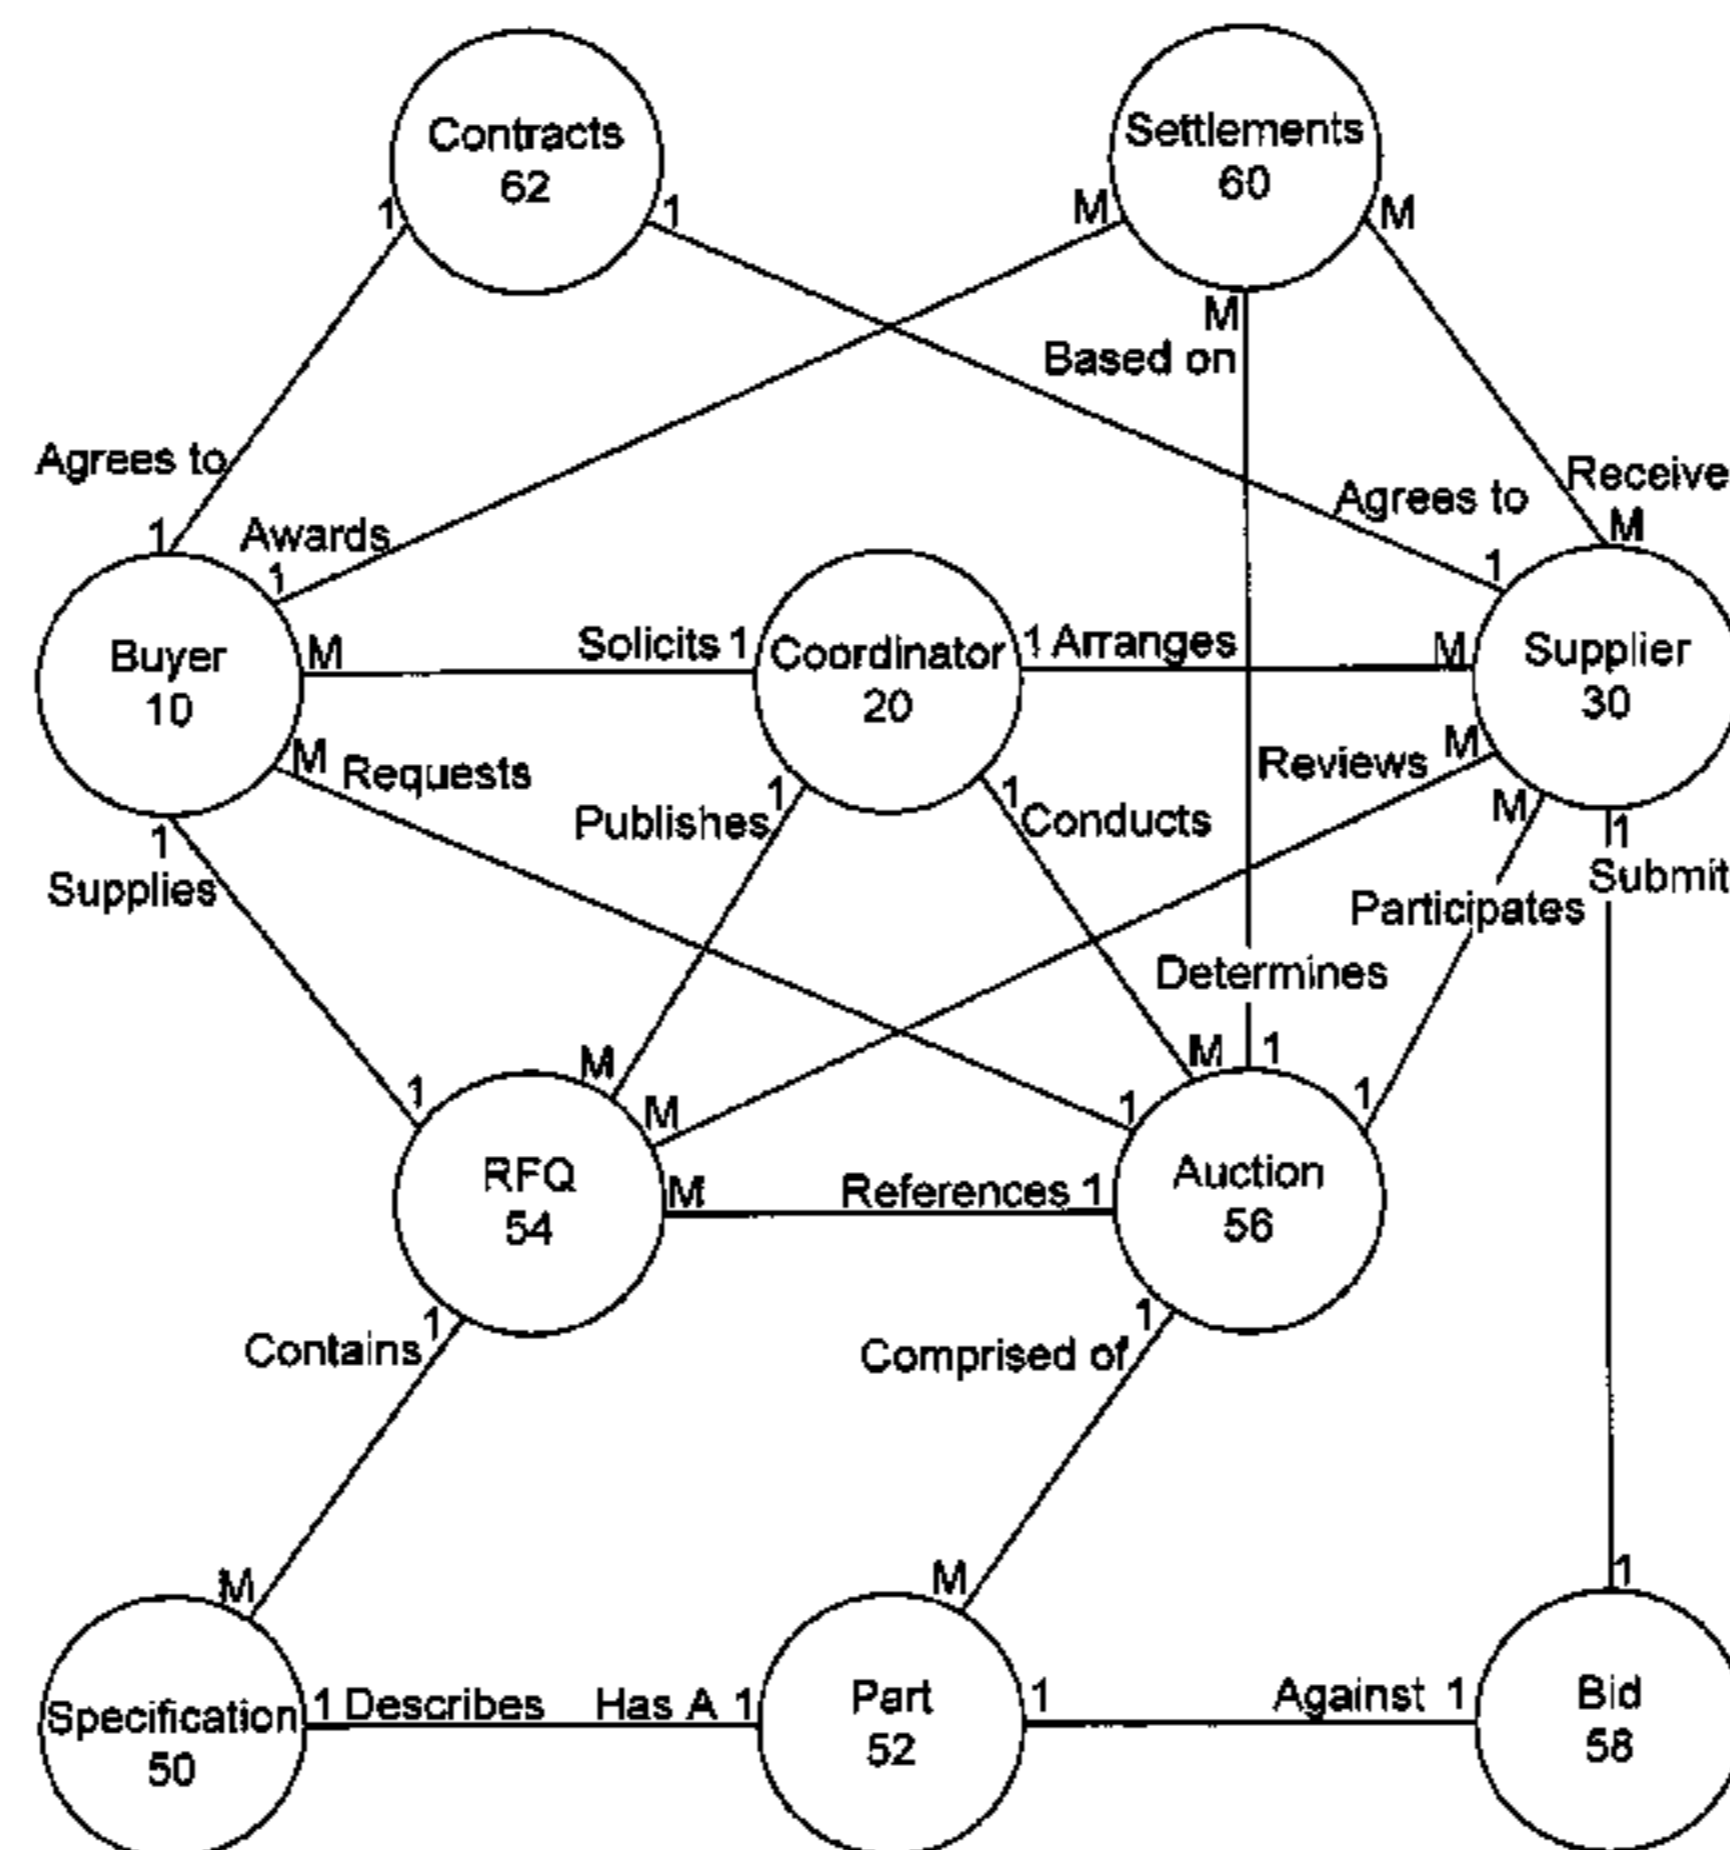 Contracts
62
Settlements
60
1
1
M
M
M
Based on
Agrees to
Receive
Agrees to
1
Awards
1
1
M
Buyer
10
M
Solicits 1
Coordinator
20
1 Arranges
M
Supplier
30
M
Requests
Publishes
1
1
Conducts
Reviews
M
M
1
Submit
1
Supplies
Participates
Determines
1
M
M
M
1
1
1
RFQ
54
M
References 1
Auction
56
Contains
1
Comprised of
1
M
M
1
Specification
50
1 Describes
Has A 1
Part
52
1
Against 1
Bid
58